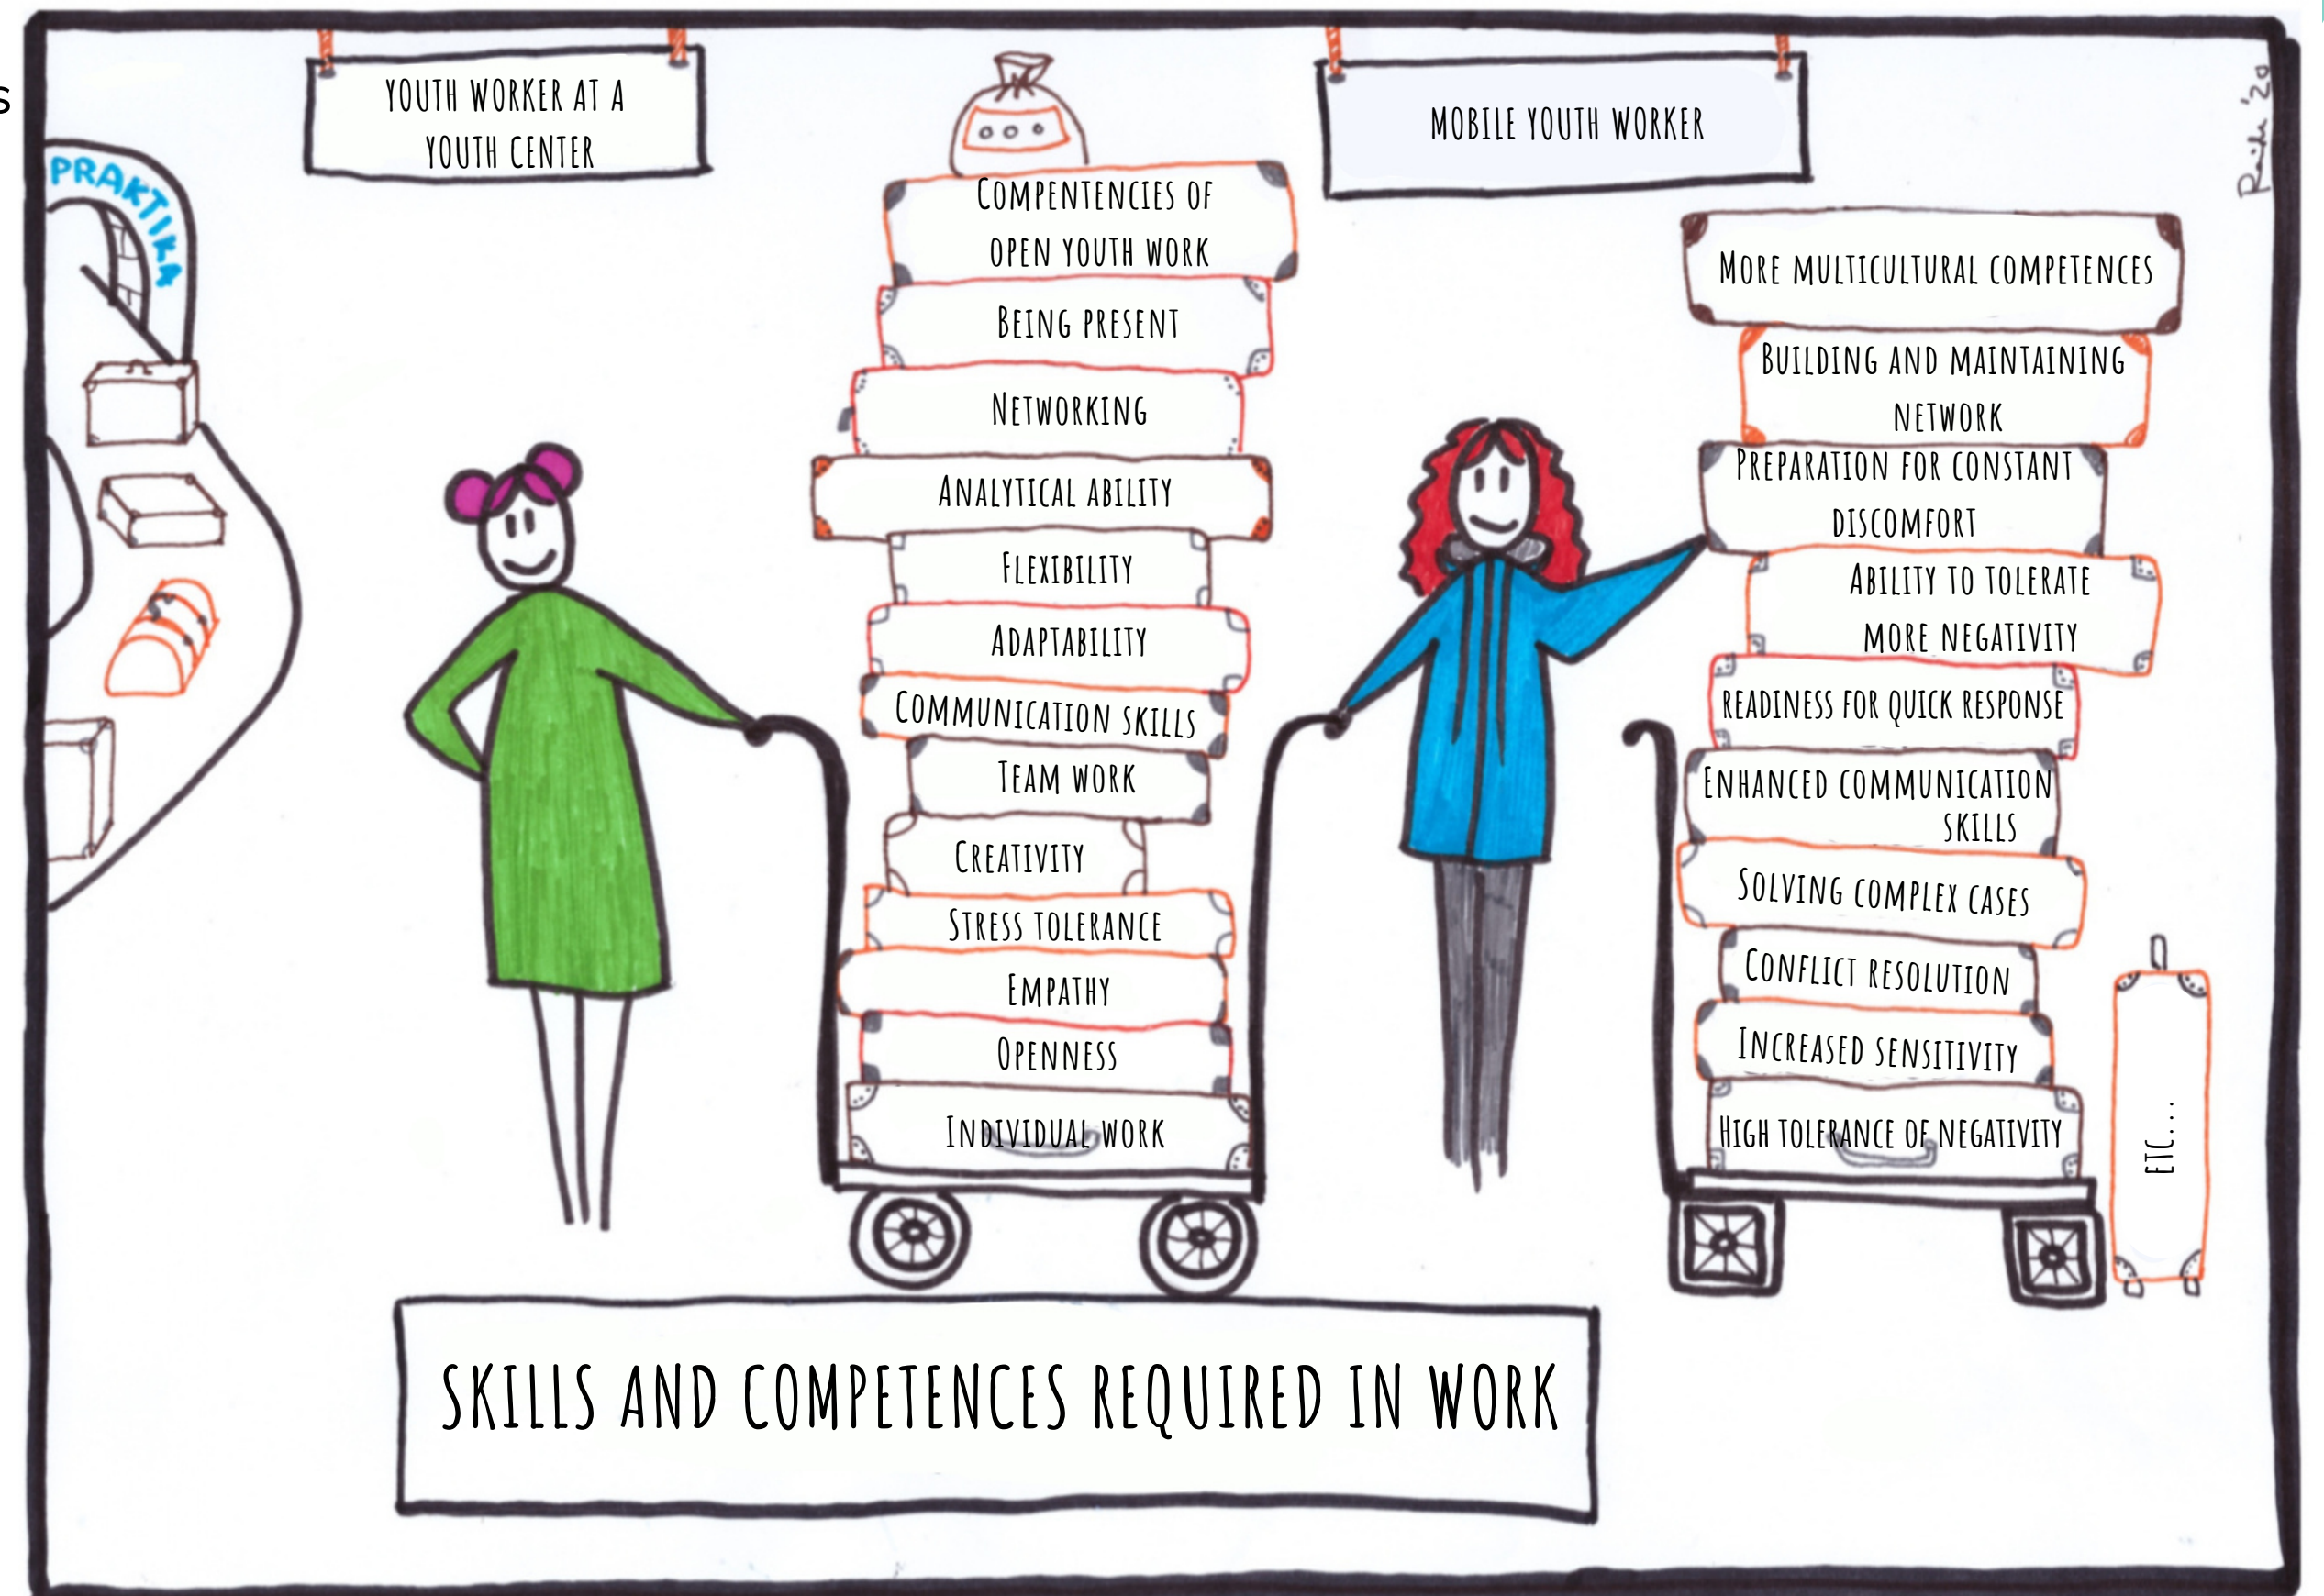 s
YOUTH WORKER AT A
YOUTH CENTER
MOBILE YOUTH WORKER
PRAKTIKA
COMPENTENCIES OF
OPEN YOUTH WORK
BEING PRESENT
NETWORKING
ANALYTICAL ABILITY
FLEXIBILITY
ADAPTABILITY
COMMUNICATION SKILLS
TEAM WORK
CREATIVITY
STRESS TOLERANCE
EMPATHY
OPENNESS
INDIVIDUAL WORK
MORE MULTICULTURAL COMPETENCES
BUILDING AND MAINTAINING
NETWORK
PREPARATION FOR CONSTANT
DISCOMFORT
ABILITY TO TOLERATE
MORE NEGATIVITY
READINESS FOR QUICK RESPONSE
ENHANCED COMMUNICATION
SKILLS
SOLVING COMPLEX CASES
CONFLICT RESOLUTION
INCREASED SENSITIVITY
HIGH TOLERANCE OF NEGATIVITY
ETC...
SKILLS AND COMPETENCES REQUIRED IN WORK
'20